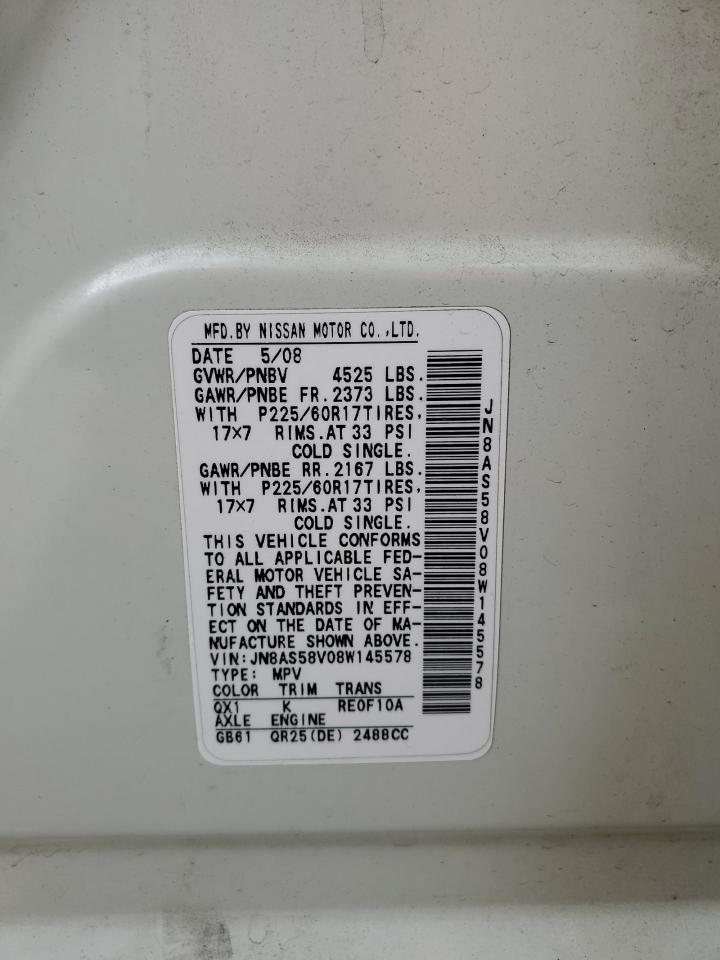 MFD.BY NISSAN MOTOR CO.,LTD.
DATE 5/08
GVWR/PNBV 4525 LBS.
GAWR/PNBE FR.2373 LBS.
WITH P225/60R17TIRES,
17×7 RIMS.AT 33 PSI
COLD SINGLE.
GAWR/PNBE RR.2167 LBS.
WITH P225/60R17TIRES,
17×7 RIMS.AT 33 PSI
COLD SINGLE.
THIS VEHICLE CONFORMS
TO ALL APPLICABLE FED-
ERAL MOTOR VEHICLE SA-
FETY AND THEFT PREVEN-
TION STANDARDS IN EFF-
ECT ON THE DATE OF MA-
NUFACTURE SHOWN ABOVE.
VIN:JN8AS58V08W145578
TYPE: MPV
COLOR TRIM TRANS
QX1 K RE0F10A
AXLE ENGINE
GB61 QR25(DE) 2488CC
JN8AS58V08W145578